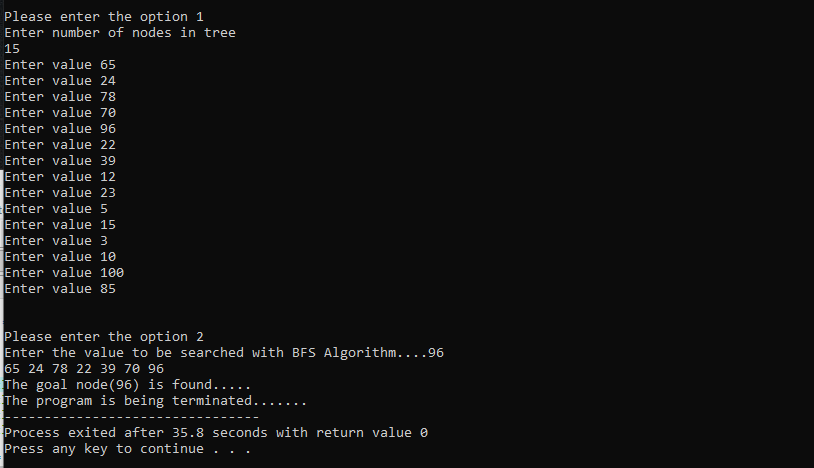 Please enter the option 1
Enter number of nodes in tree
15
Enter value 65
Enter value 24
Enter value 78
Enter value 70
Enter value 96
Enter value 22
Enter value 39
Enter value 12
Enter value 23
Enter value 5
Enter value 15
Enter value 3
Enter value 10
Enter value 100
Enter value 85
Please enter the option 2
Enter the value to be searched with BFS Algorithm....96
65 24 78 22 39 70 96
The goal node(96) is found.....
The program is being terminated.......
--------------------------------
Process exited after 35.8 seconds with return value 0
Press any key to continue . . .